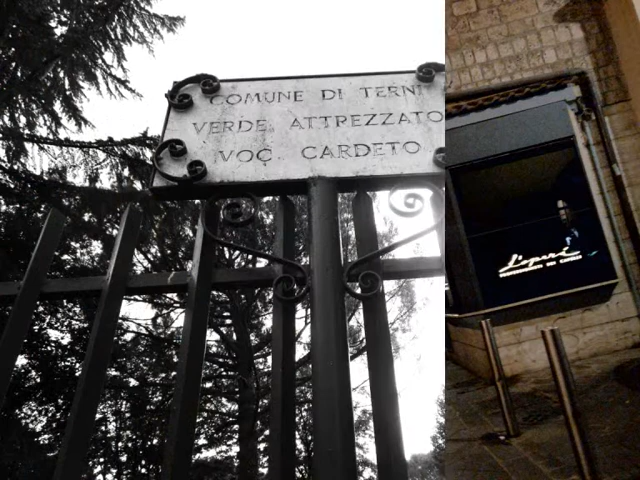 COMUNE DI TERNI
VERDE ATTREZZATO
VOC. CARDETO